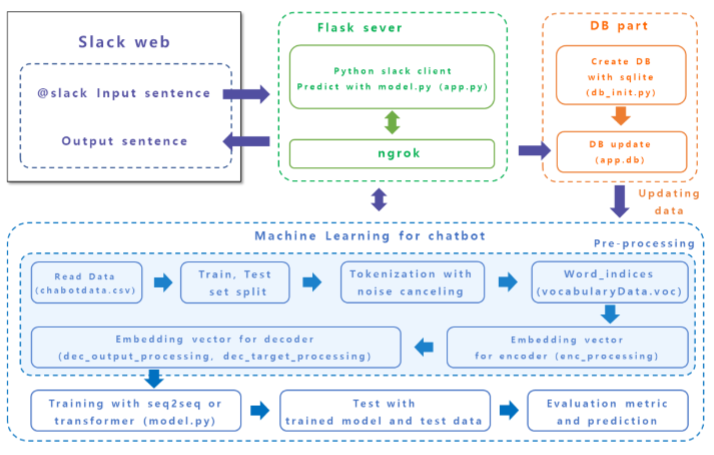 Slack web
@slack Input sentence
Output sentence
Flask sever
Python slack client
Predict with model.py (app.py)
ngrok
DB part
Create DB
with sqlite
(db_init.py)
DB update
(app.db)
Updating
data
Machine Learning for chatbot
Pre-processing
Read Data
(chabotdata.csv)
Train, Test
set split
Tokenization with
noise canceling
Word_indices
(vocabularyData.voc)
Embedding vector for decoder
(dec_output_processing, dec_target_processing)
Embedding vector
for encoder (enc_processing)
Training with seq2seq or
transformer (model.py)
Test with
trained model and test data
Evaluation metric
and prediction